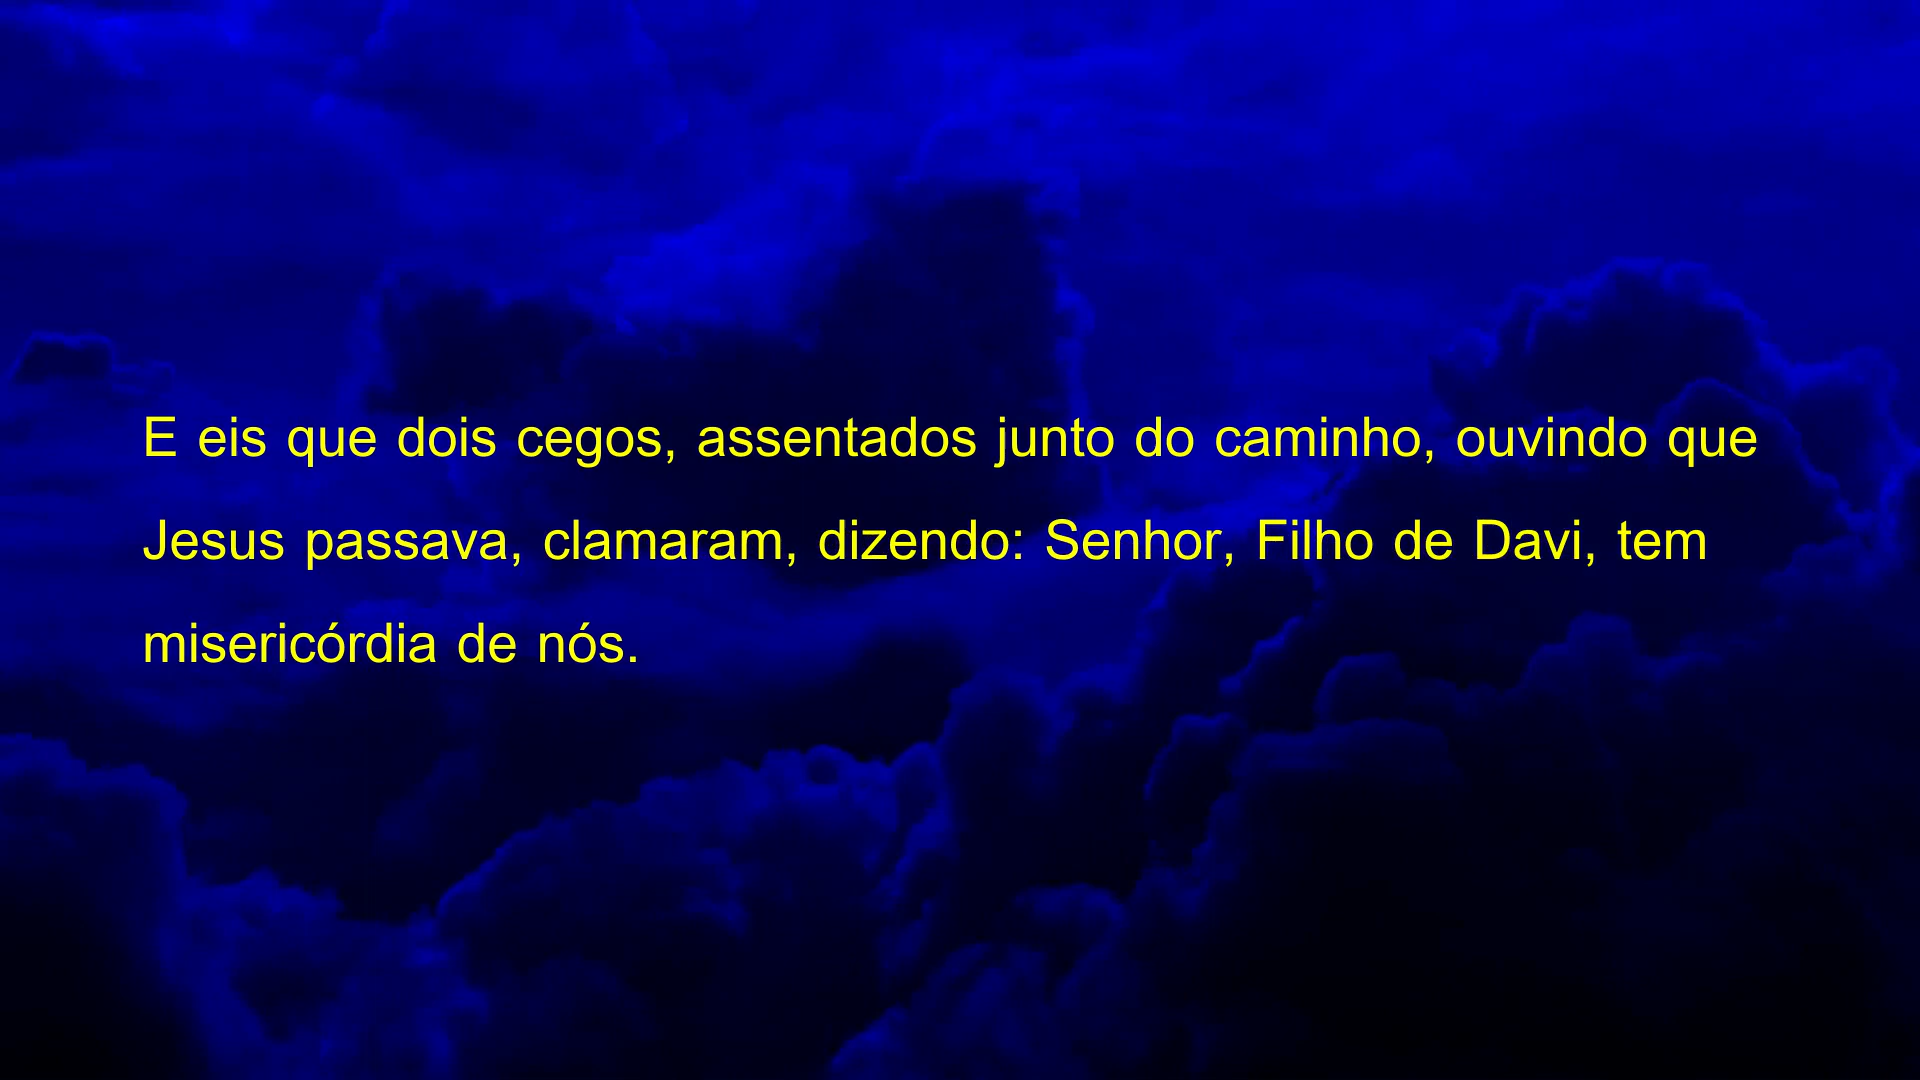 E eis que dois cegos, assentados junto do caminho, ouvindo que
Jesus passava, clamaram, dizendo: Senhor, Filho de Davi, tem
misericórdia de nós.